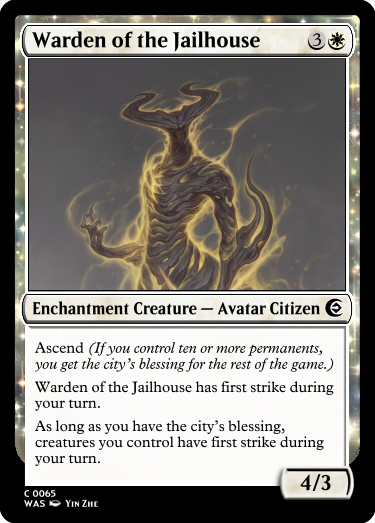 Warden of the Jailhouse 3
Enchantment Creature — Avatar Citizen
Ascend (If you control ten or more permanents,
you get the city's blessing for the rest of the game.)
Warden of the Jailhouse has first strike during
your turn.
As long as you have the city's blessing,
creatures you control have first strike during
your turn.
4/3
C 0065
WAS Yin Zhe